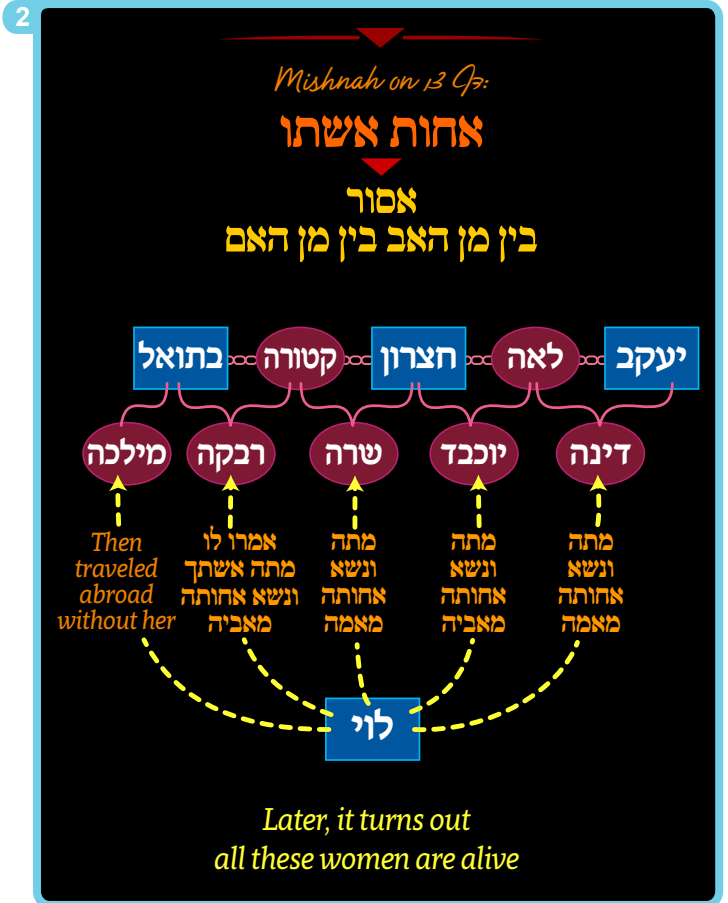 2
Mishnah on
אחות אשתו
אסור
בין מן האב בין מן האם
יעקב לאה חצרון קטורה בתואל
דינה יוכבד שרה רבקה מילכה
Then
traveled
abroad
without her
אמרו לו
מתה אשתך
ונשא אחותה
מאביה
מתה
ונשא
אחותה
מאמה
מתה
ונשא
אחותה
מאביה
מתה
ונשא
אחותה
מאמה
לוי
Later, it turns out
all these women are alive